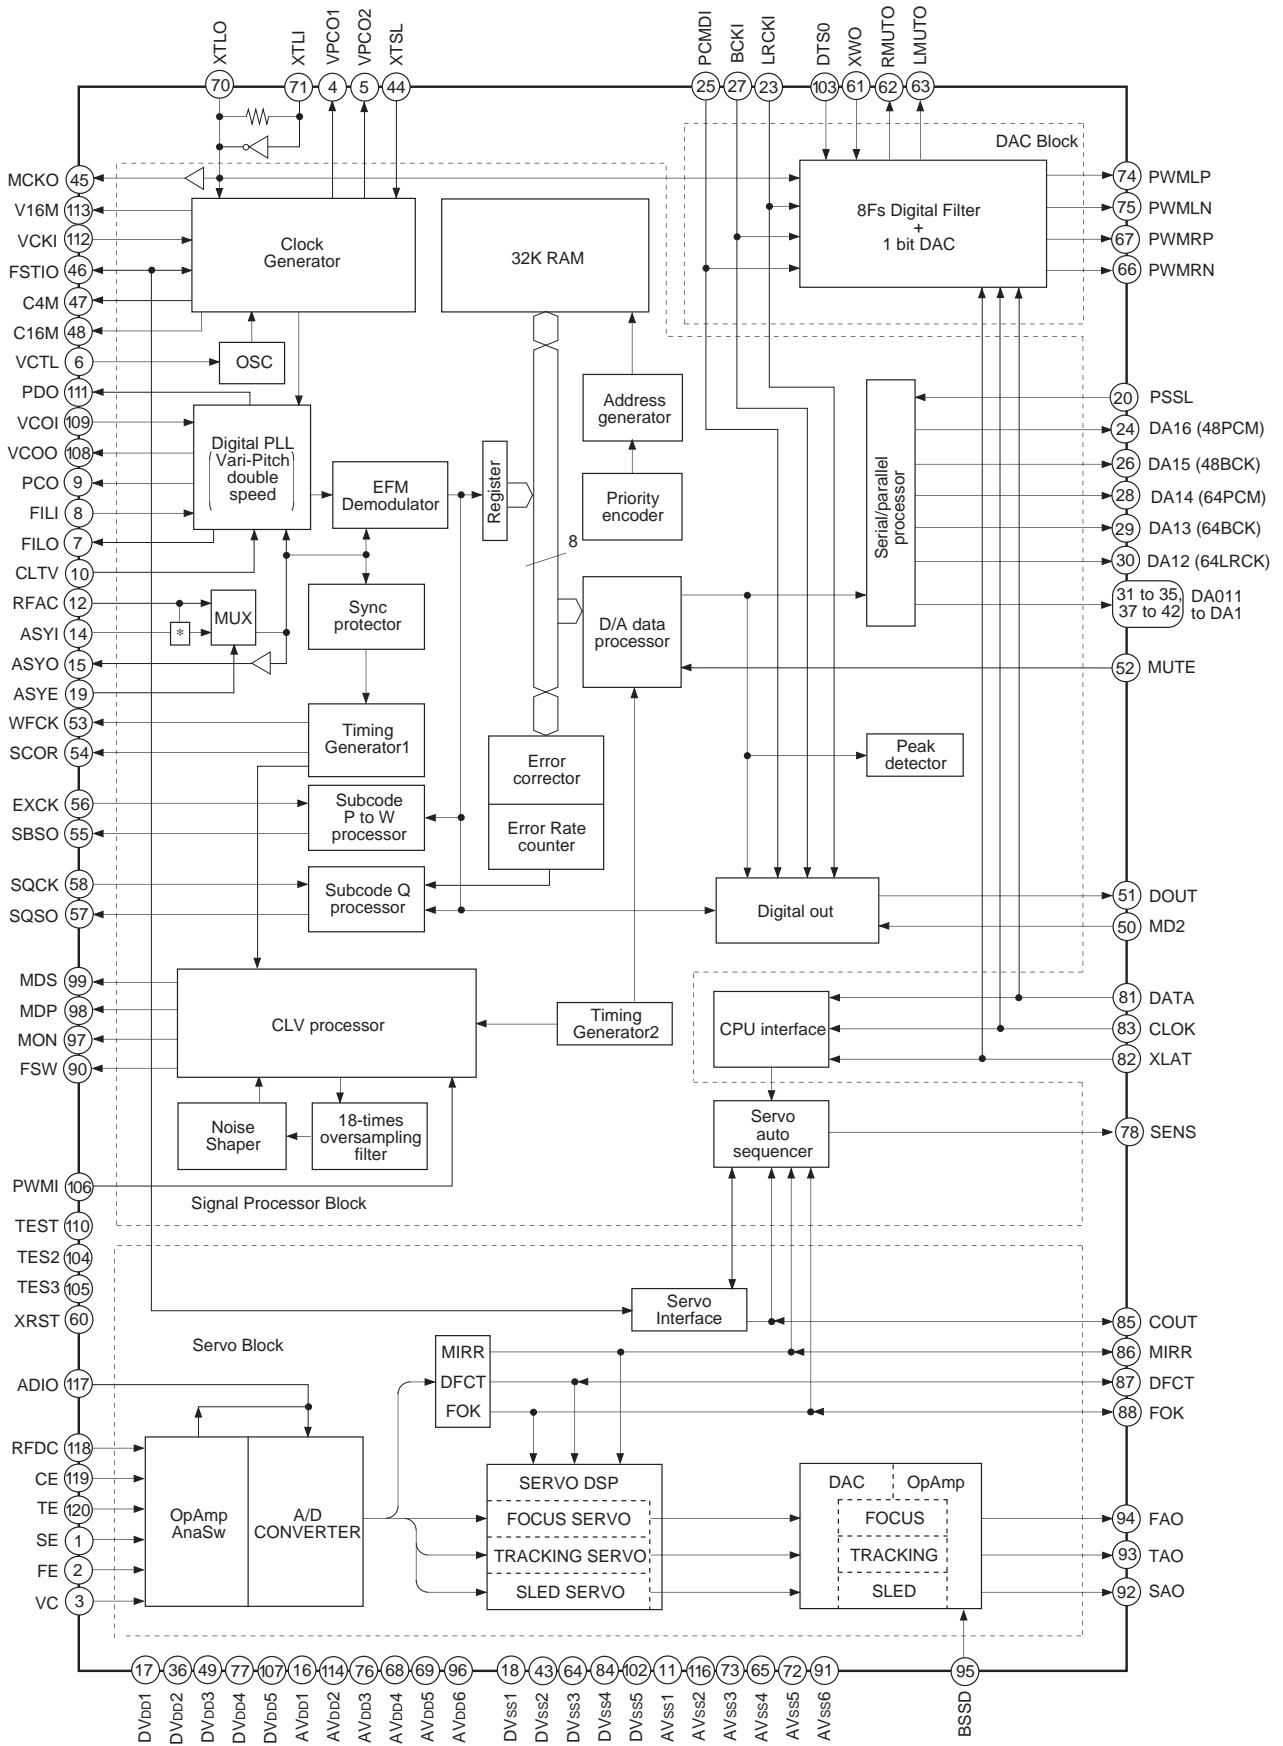 XTLO
XTLI
VPCO1
VPCO2
XTSL
PCMDI
BCKI
LRCKI
DTS0
XWO
RMUTO
LMUTO
70
71
4
5
44
25
27
23
103
61
62
63
DAC Block
MCKO 45
V16M 113
VCKI 112
FSTIO 46
C4M 47
C16M 48
VCTL 6
PDO 111
VCOI 109
VCOO 108
PCO 9
FILI 8
FILO 7
CLTV 10
RFAC 12
ASYI 14
ASYO 15
ASYE 19
WFCK 53
SCOR 54
EXCK 56
SBSO 55
SQCK 58
SQSO 57
MDS 99
MDP 98
MON 97
FSW 90
PWMI 106
TEST 110
TES2 104
TES3 105
XRST 60
ADIO 117
RFDC 118
CE 119
TE 120
SE 1
FE 2
VC 3
Clock
Generator
32K RAM
8Fs Digital Filter
+
1 bit DAC
OSC
Digital PLL
Vari-Pitch
double
speed
EFM
Demodulator
Register
Address
generator
Priority
encoder
8
Serial/parallel
processor
MUX
*
Sync
protector
D/A data
processor
Timing
Generator1
Error
corrector
Error Rate
counter
Peak
detector
Subcode
P to W
processor
Subcode Q
processor
Digital out
CLV processor
Timing
Generator2
CPU interface
Noise
Shaper
18-times
oversampling
filter
Servo
auto
sequencer
Signal Processor Block
Servo
Interface
Servo Block
MIRR
DFCT
FOK
OpAmp
AnaSw
A/D
CONVERTER
SERVO DSP
FOCUS SERVO
TRACKING SERVO
SLED SERVO
DAC
OpAmp
FOCUS
TRACKING
SLED
74 PWMLP
75 PWMLN
67 PWMRP
66 PWMRN
20 PSSL
24 DA16 (48PCM)
26 DA15 (48BCK)
28 DA14 (64PCM)
29 DA13 (64BCK)
30 DA12 (64LRCK)
31 to 35, DA011
37 to 42 to DA1
52 MUTE
51 DOUT
50 MD2
81 DATA
83 CLOK
82 XLAT
78 SENS
85 COUT
86 MIRR
87 DFCT
88 FOK
94 FAO
93 TAO
92 SAO
17
36
49
77
107
16
114
76
68
69
96
18
43
64
84
102
11
116
73
65
72
91
95
DVDD1
DVDD2
DVDD3
DVDD4
DVDD5
AVDD1
AVDD2
AVDD3
AVDD4
AVDD5
AVDD6
DVSS1
DVSS2
DVSS3
DVSS4
DVSS5
AVSS1
AVSS2
AVSS3
AVSS4
AVSS5
AVSS6
BSSD